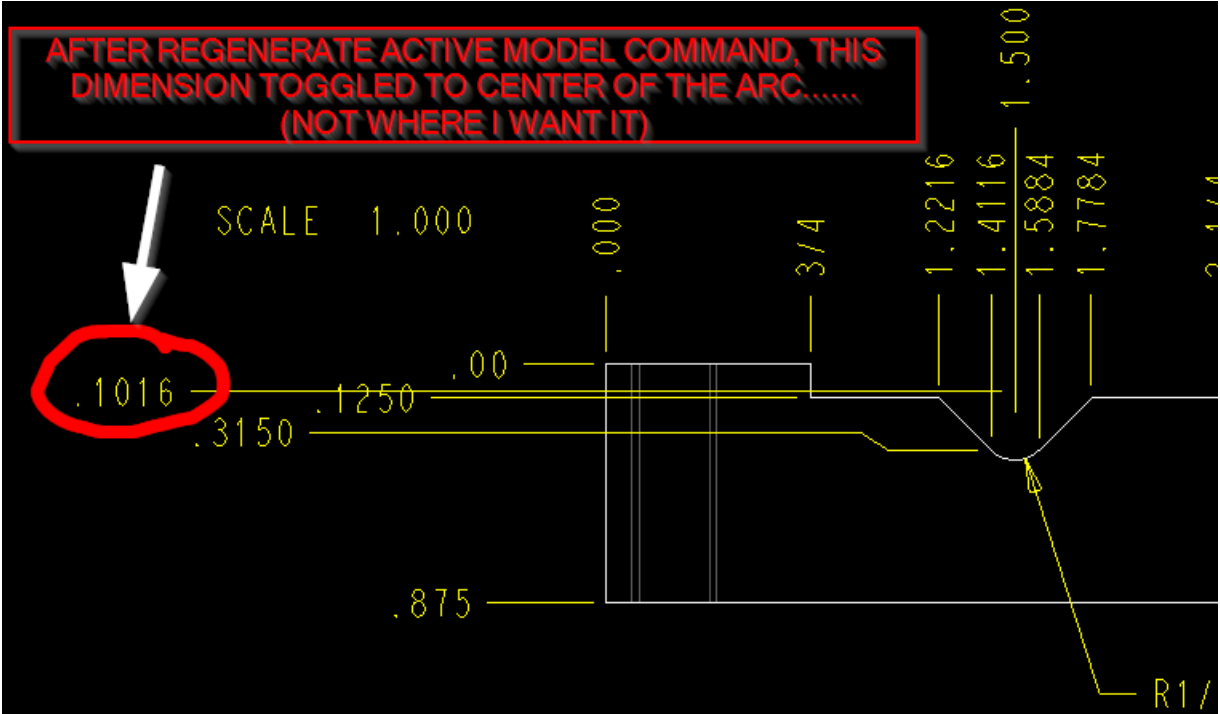 AFTER REGENERATE ACTIVE MODEL COMMAND, THIS
DIMENSION TOGGLED TO CENTER OF THE ARC......
(NOT WHERE I WANT IT)
1.500
SCALE 1.000
.000
3/4
1.2216
1.4116
1.5884
1.7784
.00
.1016
.1250
.3150
.875
R1/